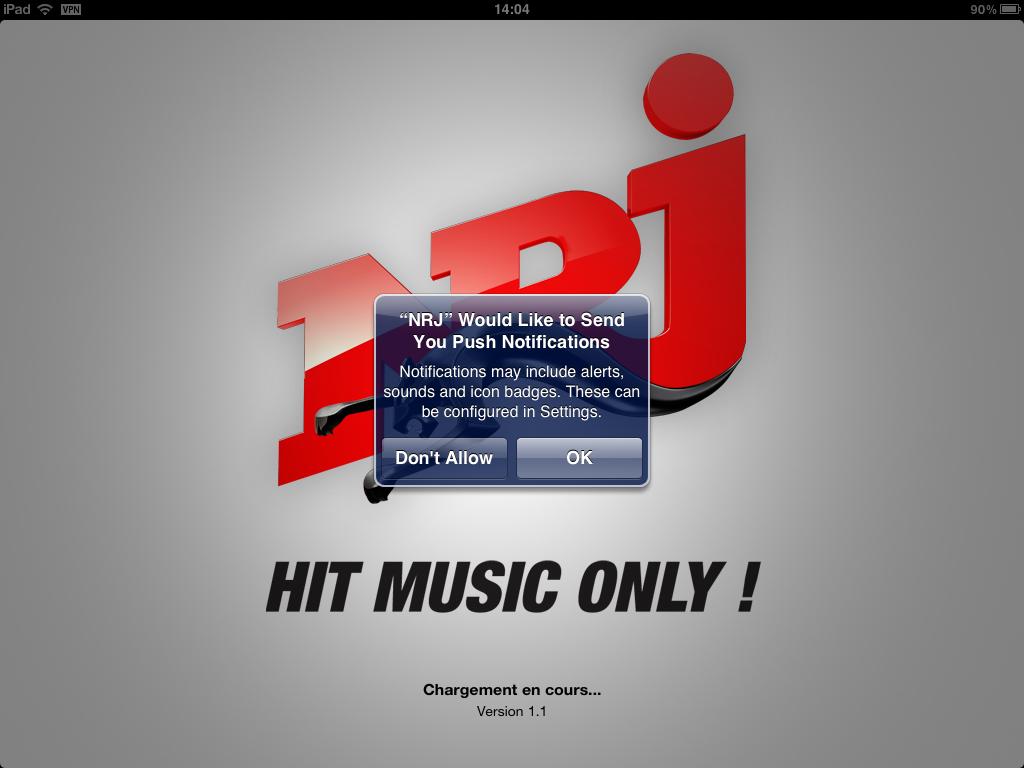 iPad VPN 14:04 90%
NRJ
“NRJ” Would Like to Send
You Push Notifications
Notifications may include alerts,
sounds and icon badges. These can
be configured in Settings.
Don't Allow OK
HIT MUSIC ONLY !
Chargement en cours...
Version 1.1